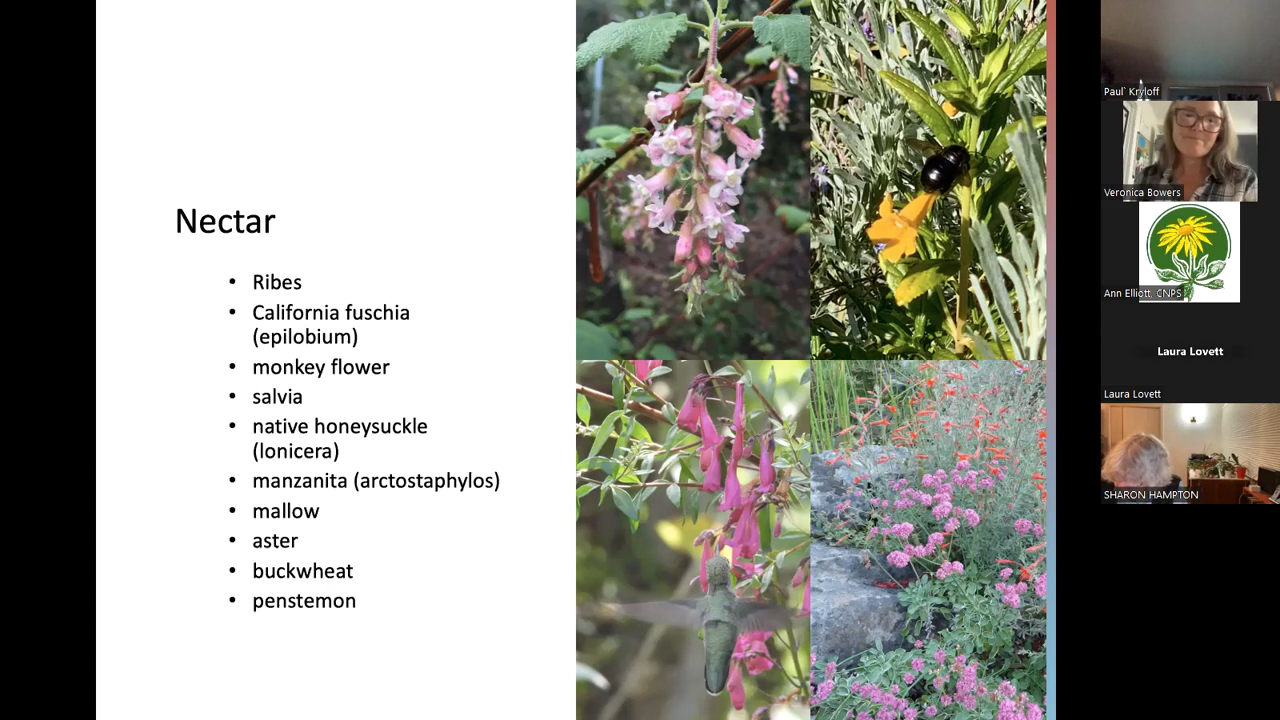 Nectar
• Ribes
• California fuschia
(epilobium)
• monkey flower
• salvia
• native honeysuckle
(lonicera)
• manzanita (arctostaphylos)
• mallow
• aster
• buckwheat
• penstemon
Paul` Kryloff
Veronica Bowers
Ann Elliott, CNPS
Laura Lovett
Laura Lovett
SHARON HAMPTON